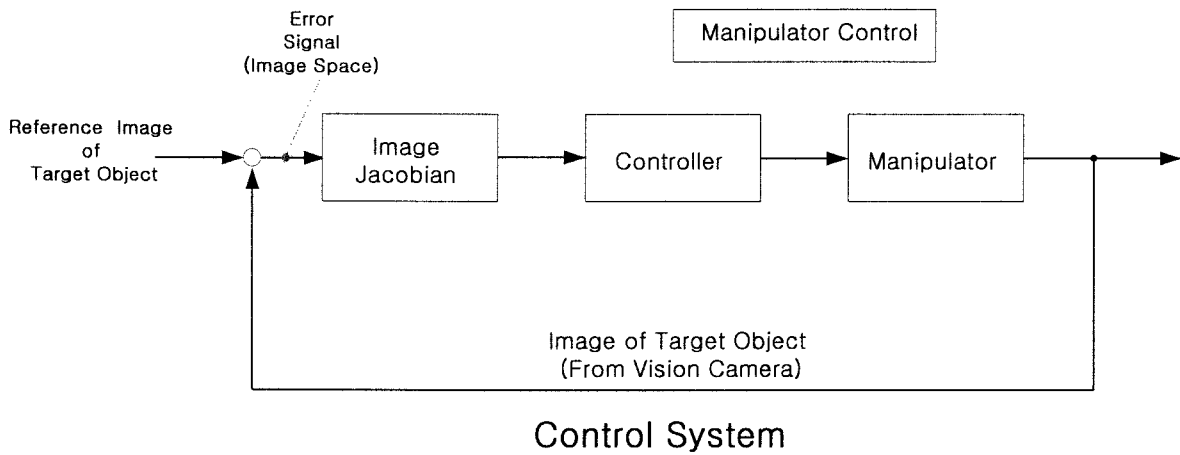 Error
Signal
(Image Space)
Manipulator Control
Reference Image
of
Target Object
Image
Jacobian
Controller
Manipulator
Image of Target Object
(From Vision Camera)
Control System